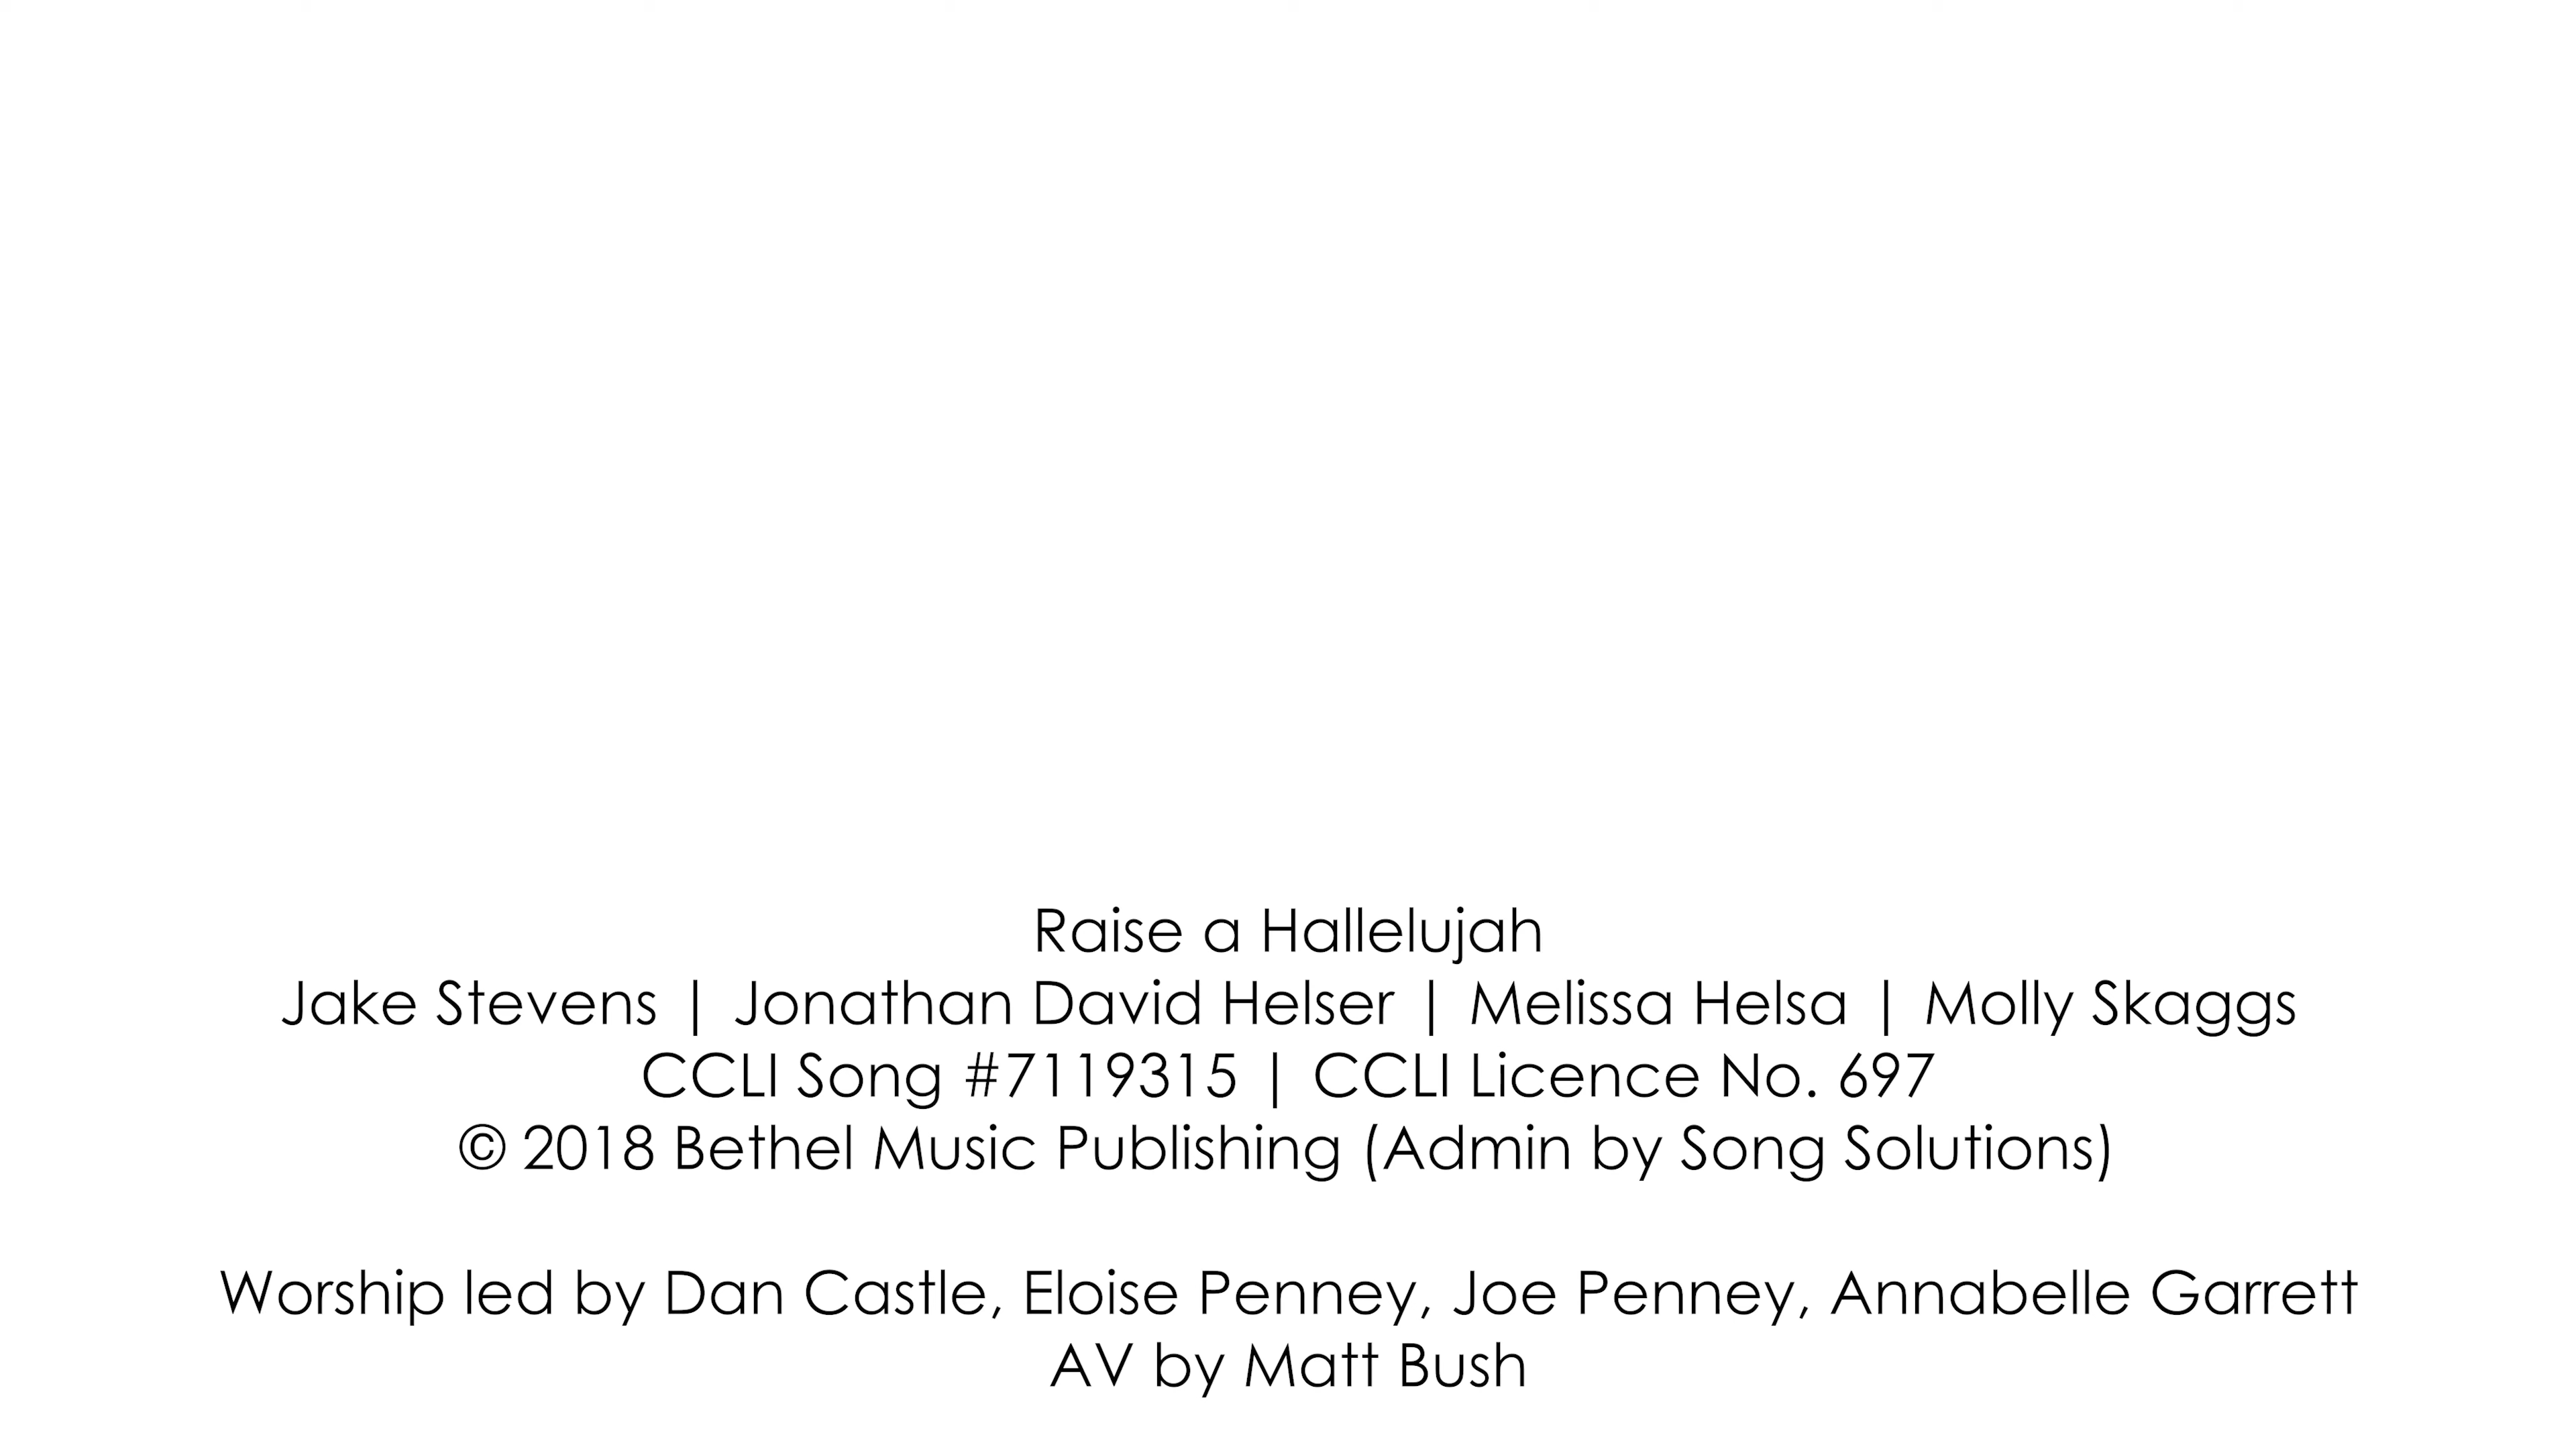 Raise a Hallelujah
Jake Stevens | Jonathan David Helser | Melissa Helsa | Molly Skaggs
CCLI Song #7119315 | CCLI Licence No. 697
© 2018 Bethel Music Publishing (Admin by Song Solutions)
Worship led by Dan Castle, Eloise Penney, Joe Penney, Annabelle Garrett
AV by Matt Bush